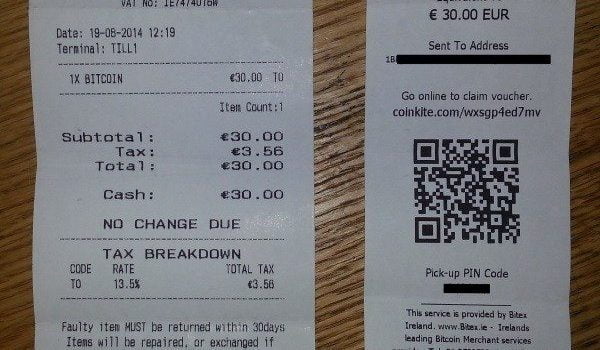 Date: 19-08-2014 12:19
Terminal: TILL1
1X BITCOIN €30.00 TO
Item Count:1
Subtotal: €30.00
Tax: €3.56
Total: €30.00
Cash: €30.00
NO CHANGE DUE
TAX BREAKDOWN
CODE RATE TOTAL TAX
TO 13.5% €3.56
Faulty item MUST be returned within 30days
Items will be repaired, or exchanged if
€ 30.00 EUR
Sent To Address
1B
Go online to claim voucher.
coinkite.com/wxsgp4ed7mv
Pick-up PIN Code
This service is provided by Bitex
Ireland. www.Bitex.ie - Irelands
leading Bitcoin Merchant services